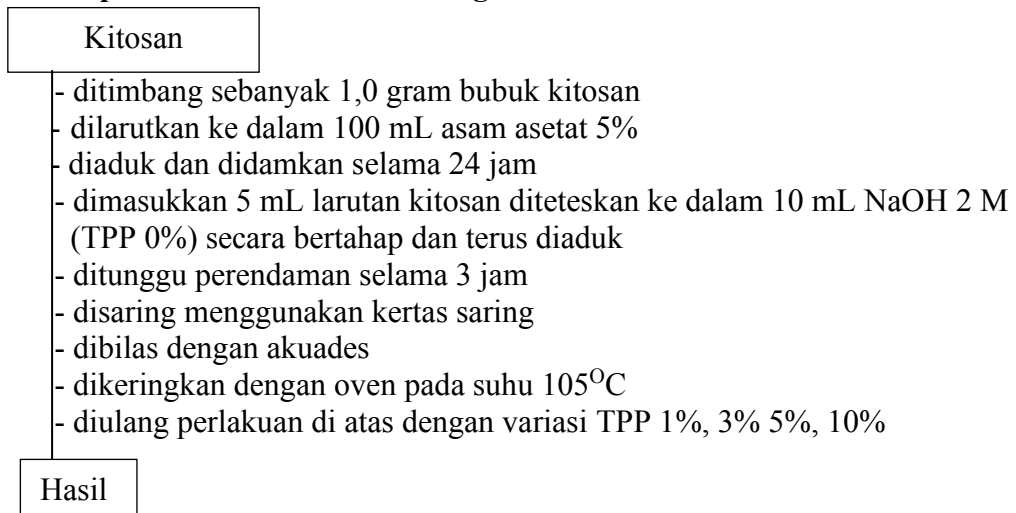 Kitosan
- ditimbang sebanyak 1,0 gram bubuk kitosan
- dilarutkan ke dalam 100 mL asam asetat 5%
- diaduk dan didamkan selama 24 jam
- dimasukkan 5 mL larutan kitosan diteteskan ke dalam 10 mL NaOH 2 M
(TPP 0%) secara bertahap dan terus diaduk
- ditunggu perendaman selama 3 jam
- disaring menggunakan kertas saring
- dibilas dengan akuades
- dikeringkan dengan oven pada suhu 105ᴼC
- diulang perlakuan di atas dengan variasi TPP 1%, 3% 5%, 10%
Hasil